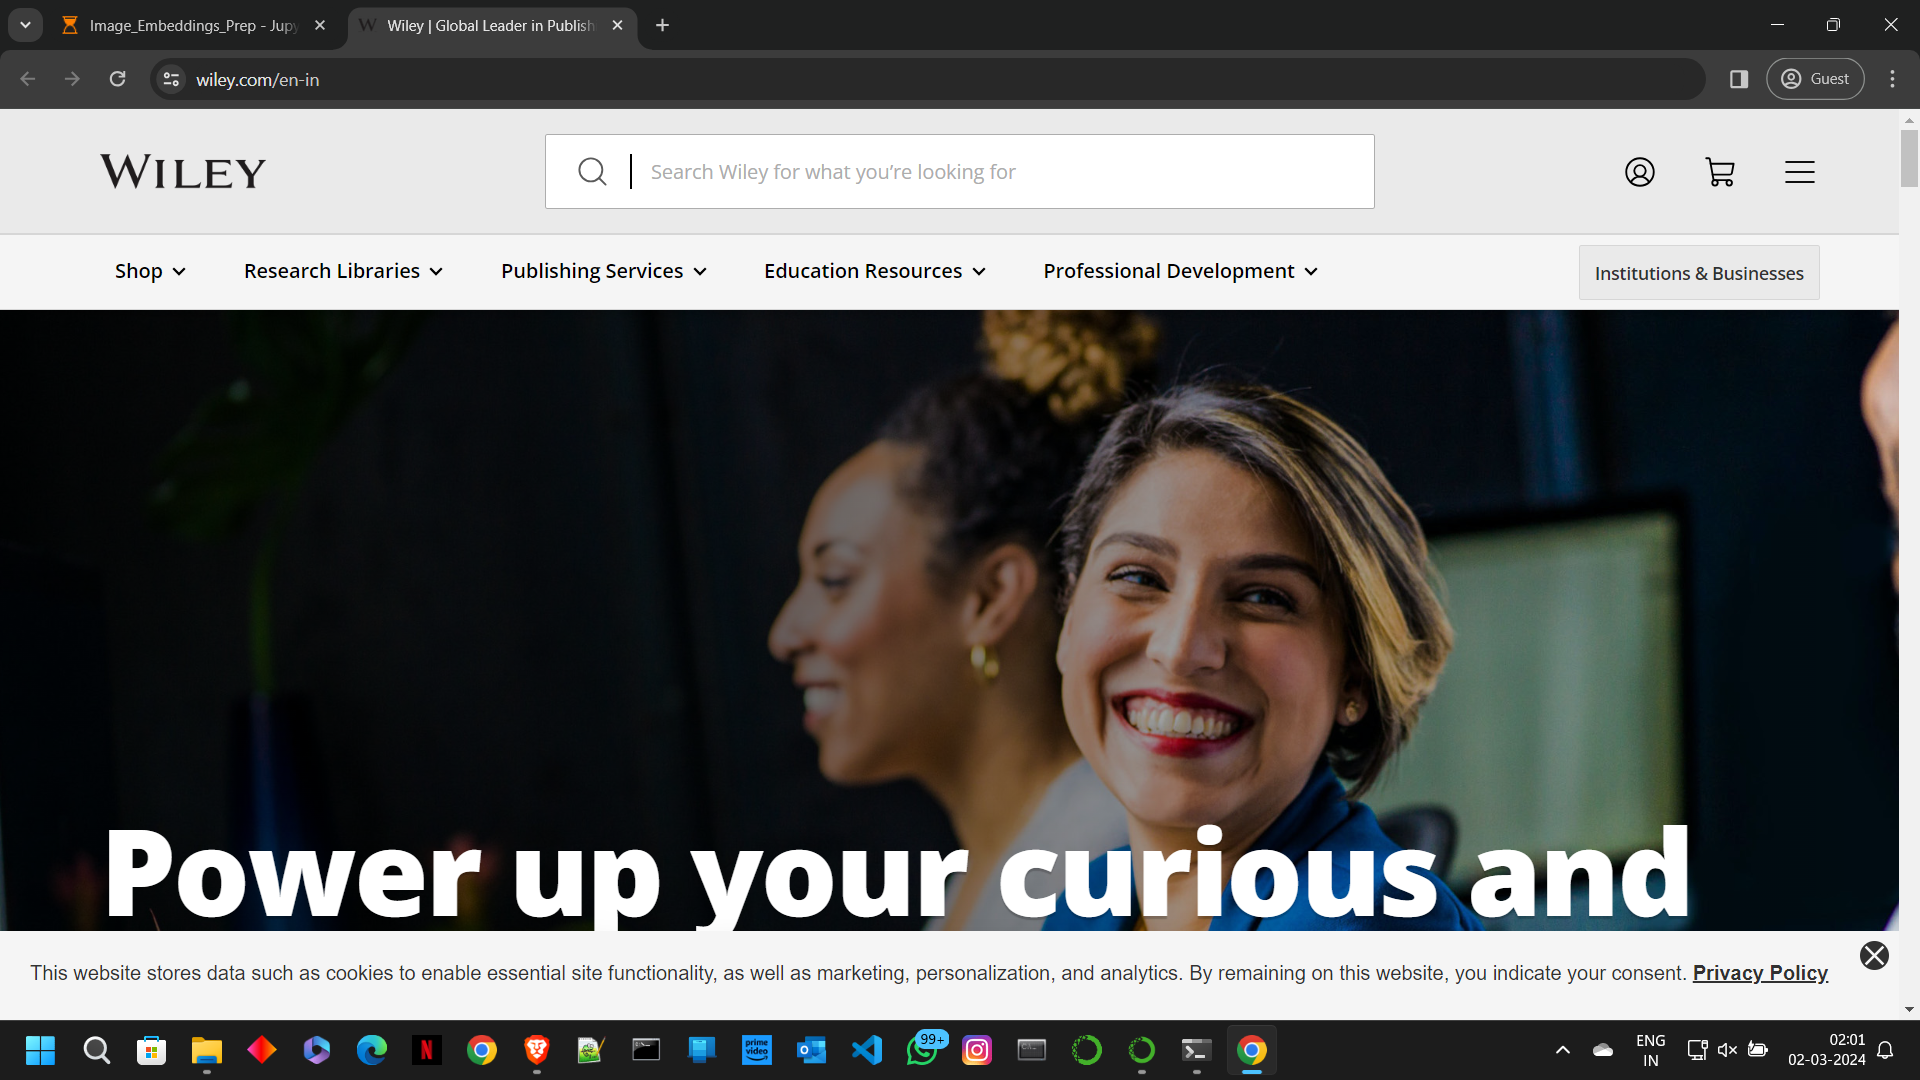 Image_Embeddings_Prep - Jupy
Wiley | Global Leader in Publish
wiley.com/en-in
Guest
WILEY
Search Wiley for what you’re looking for
Shop
Research Libraries
Publishing Services
Education Resources
Professional Development
Institutions & Businesses
Power up your curious and
This website stores data such as cookies to enable essential site functionality, as well as marketing, personalization, and analytics. By remaining on this website, you indicate your consent. Privacy Policy
N
prime video
99+
ENG
IN
02:01
02-03-2024